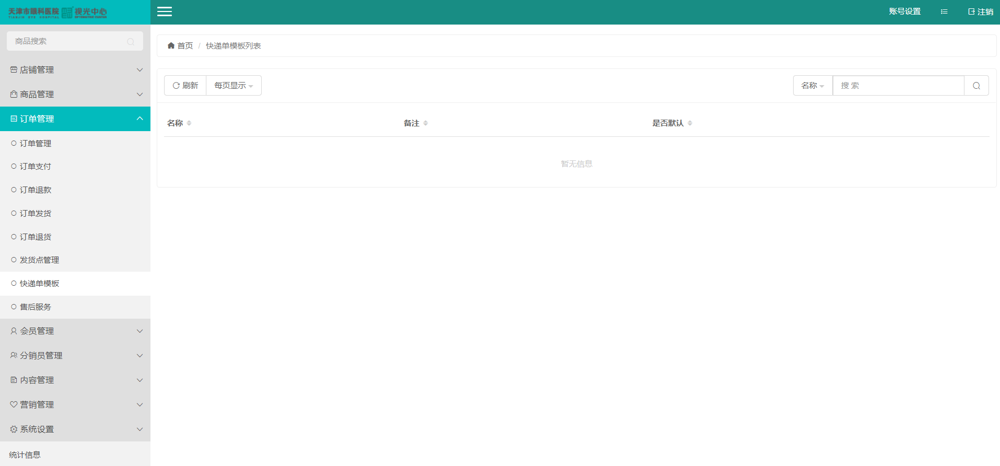 天津市眼科医院 视光中心
TIANJIN EYE HOSPITAL OPTOMETRIC CENTER
账号设置
注销
商品搜索
店铺管理
商品管理
订单管理
订单管理
订单支付
订单退款
订单发货
订单退货
发货点管理
快递单模板
售后服务
会员管理
分销员管理
内容管理
营销管理
系统设置
统计信息
首页 / 快递单模板列表
刷新 每页显示 名称 搜 索
名称 备注 是否默认
暂无信息